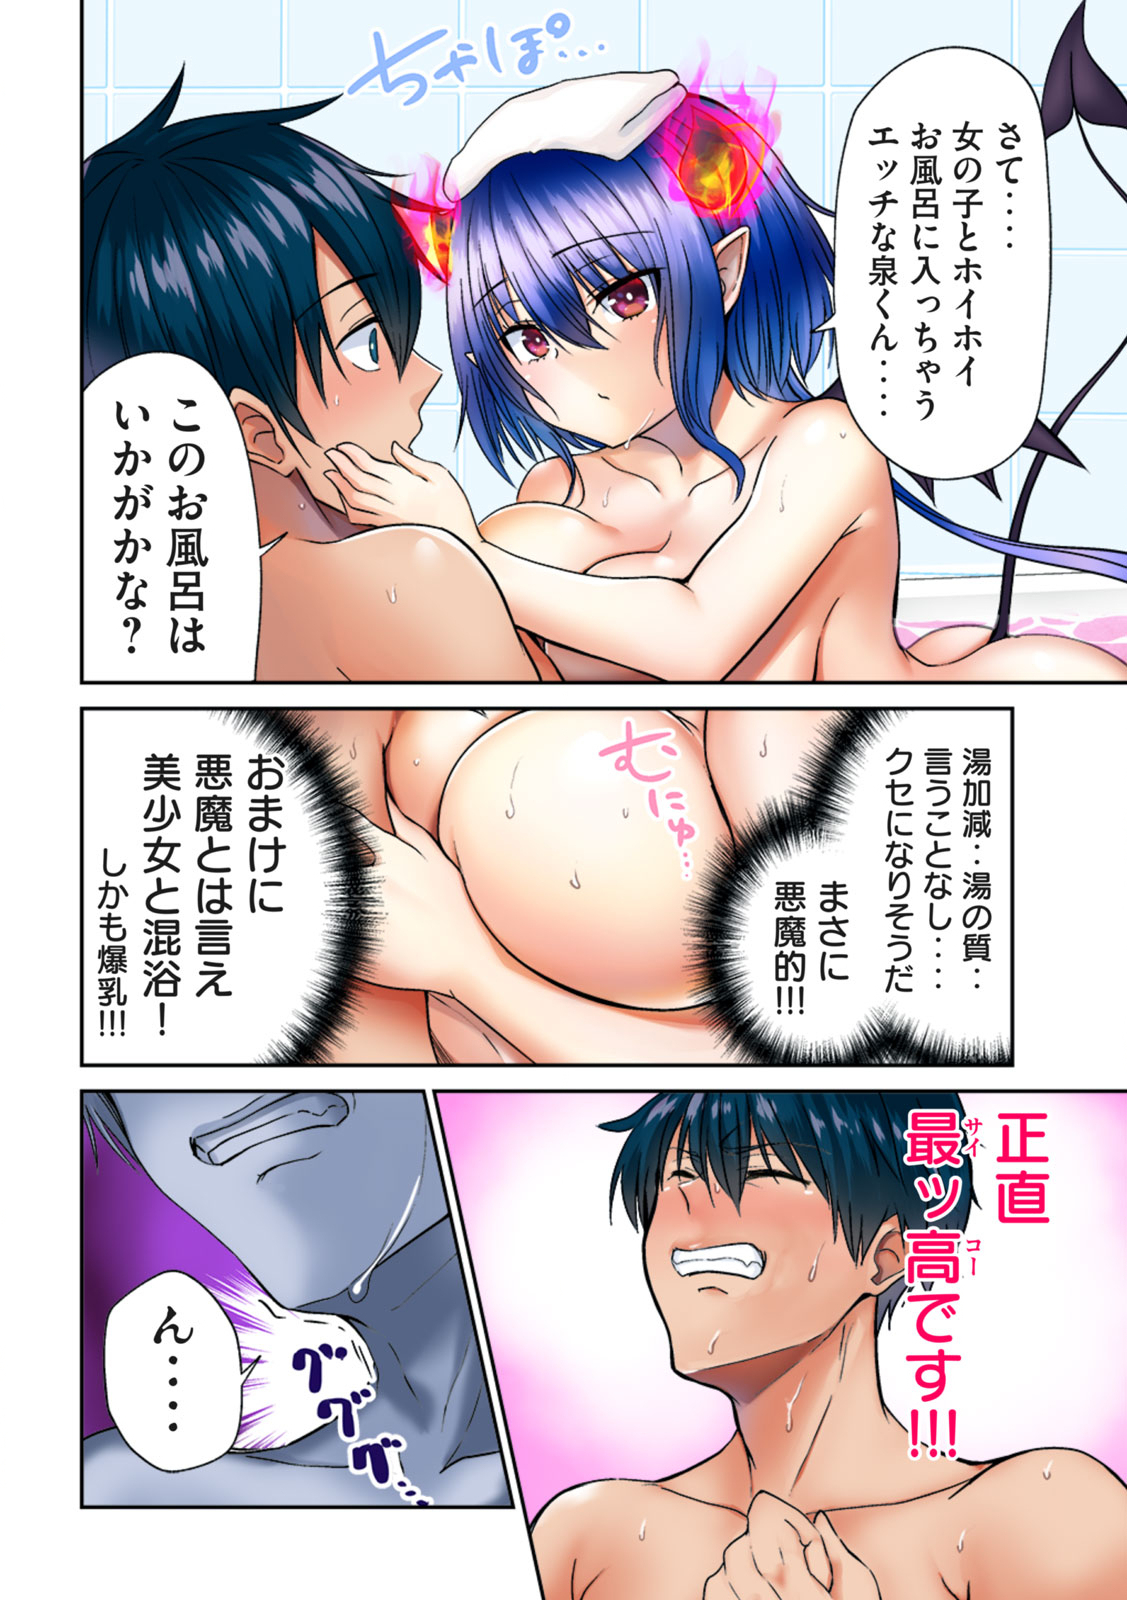 ちゃぽ…
さて‥‥
女の子とホイホイ
お風呂に入っちゃう
エッチな泉くん‥‥
このお風呂は
いかがかな？
湯加減‥湯の質‥
言うことなし‥‥
クセになりそうだ
まさに
悪魔的!!!
むにゅ…
おまけに
悪魔とは言え
美少女と混浴！
しかも爆乳!!!
正直
最ッ高です!!!
サイ
コー
ん‥‥
ググググ